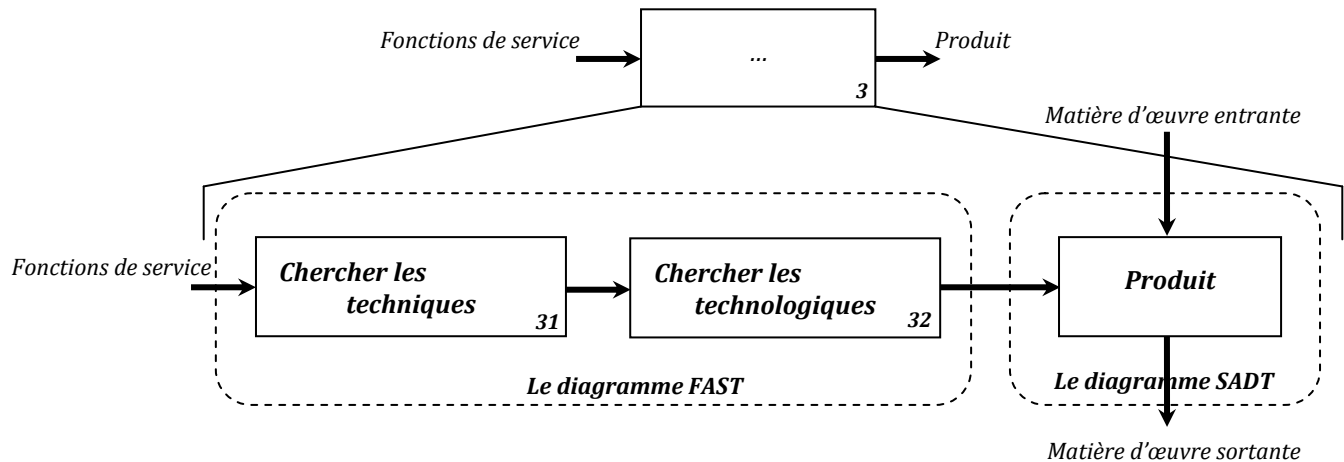 Fonctions de service
...
Produit
3
Matière d'œuvre entrante
Fonctions de service
Chercher les
techniques
31
Chercher les
technologiques
32
Produit
Le diagramme FAST
Le diagramme SADT
Matière d'œuvre sortante